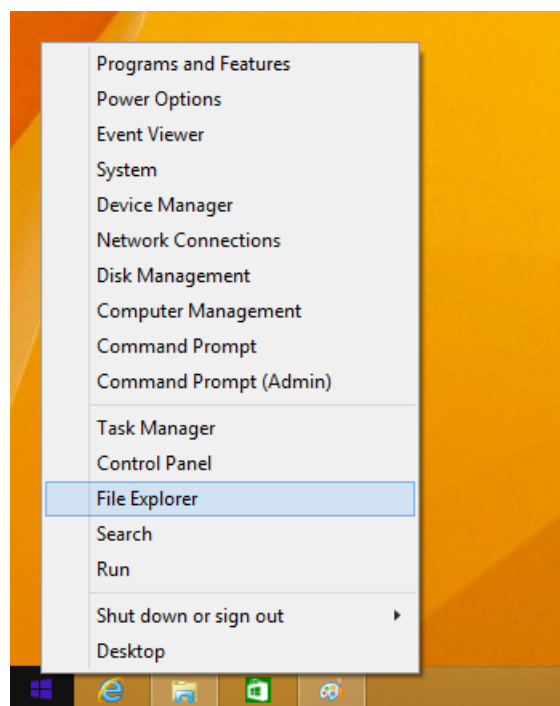 Programs and Features
Power Options
Event Viewer
System
Device Manager
Network Connections
Disk Management
Computer Management
Command Prompt
Command Prompt (Admin)
Task Manager
Control Panel
File Explorer
Search
Run
Shut down or sign out
Desktop